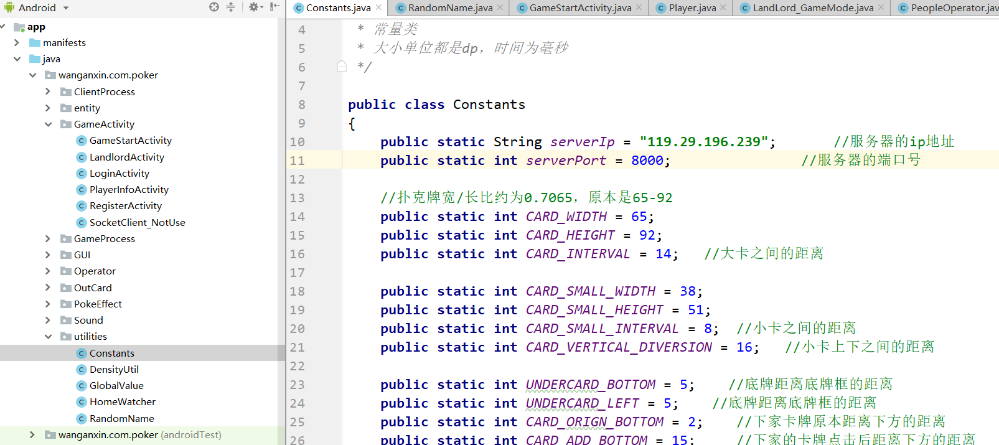 Android
app
manifests
java
wanganxin.com.poker
ClientProcess
entity
GameActivity
GameStartActivity
LandlordActivity
LoginActivity
PlayerInfoActivity
RegisterActivity
SocketClient_NotUse
GameProcess
GUI
Operator
OutCard
PokeEffect
Sound
utilities
Constants
DensityUtil
GlobalValue
HomeWatcher
RandomName
wanganxin.com.poker (androidTest)
Constants.java RandomName.java GameStartActivity.java Player.java LandLord_GameMode.java PeopleOperator.jav
4 * 常量类
5 * 大小单位都是dp，时间为毫秒
6 */
7
8 public class Constants
9 {
10 public static String serverIp = "119.29.196.239"; //服务器的ip地址
11 public static int serverPort = 8000; //服务器的端口号
12
13 //扑克牌宽/长比约为0.7065，原本是65-92
14 public static int CARD_WIDTH = 65;
15 public static int CARD_HEIGHT = 92;
16 public static int CARD_INTERVAL = 14; //大卡之间的距离
17
18 public static int CARD_SMALL_WIDTH = 38;
19 public static int CARD_SMALL_HEIGHT = 51;
20 public static int CARD_SMALL_INTERVAL = 8; //小卡之间的距离
21 public static int CARD_VERTICAL_DIVERSION = 16; //小卡上下之间的距离
22
23 public static int UNDERCARD_BOTTOM = 5; //底牌距离底牌框的距离
24 public static int UNDERCARD_LEFT = 5; //底牌距离底牌框的距离
25 public static int CARD_ORIGN_BOTTOM = 2; //下家卡牌原本距离下方的距离
26 public static int CARD_ADD_BOTTOM = 15; //下家的卡牌点击后距离下方的距离